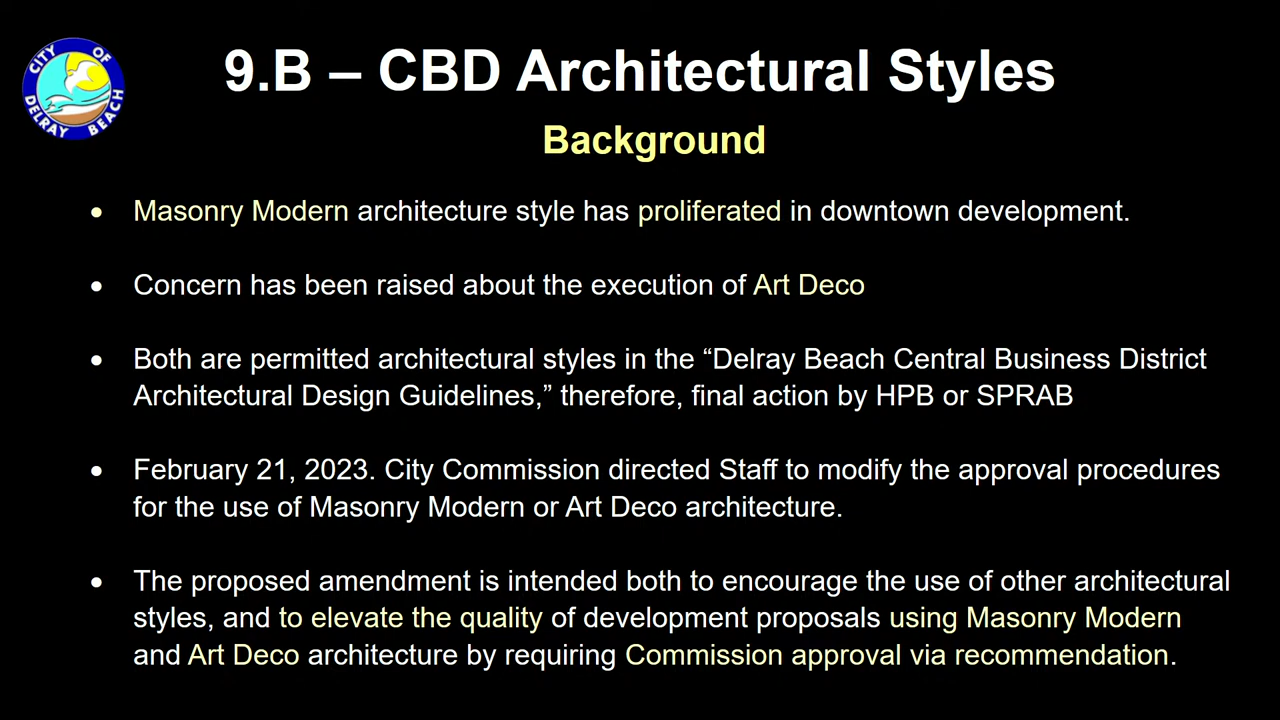 CITY OF
DELRAY BEACH
9.B – CBD Architectural Styles
Background
• Masonry Modern architecture style has proliferated in downtown development.
• Concern has been raised about the execution of Art Deco
• Both are permitted architectural styles in the “Delray Beach Central Business District
Architectural Design Guidelines,” therefore, final action by HPB or SPRAB
• February 21, 2023. City Commission directed Staff to modify the approval procedures
for the use of Masonry Modern or Art Deco architecture.
• The proposed amendment is intended both to encourage the use of other architectural
styles, and to elevate the quality of development proposals using Masonry Modern
and Art Deco architecture by requiring Commission approval via recommendation.